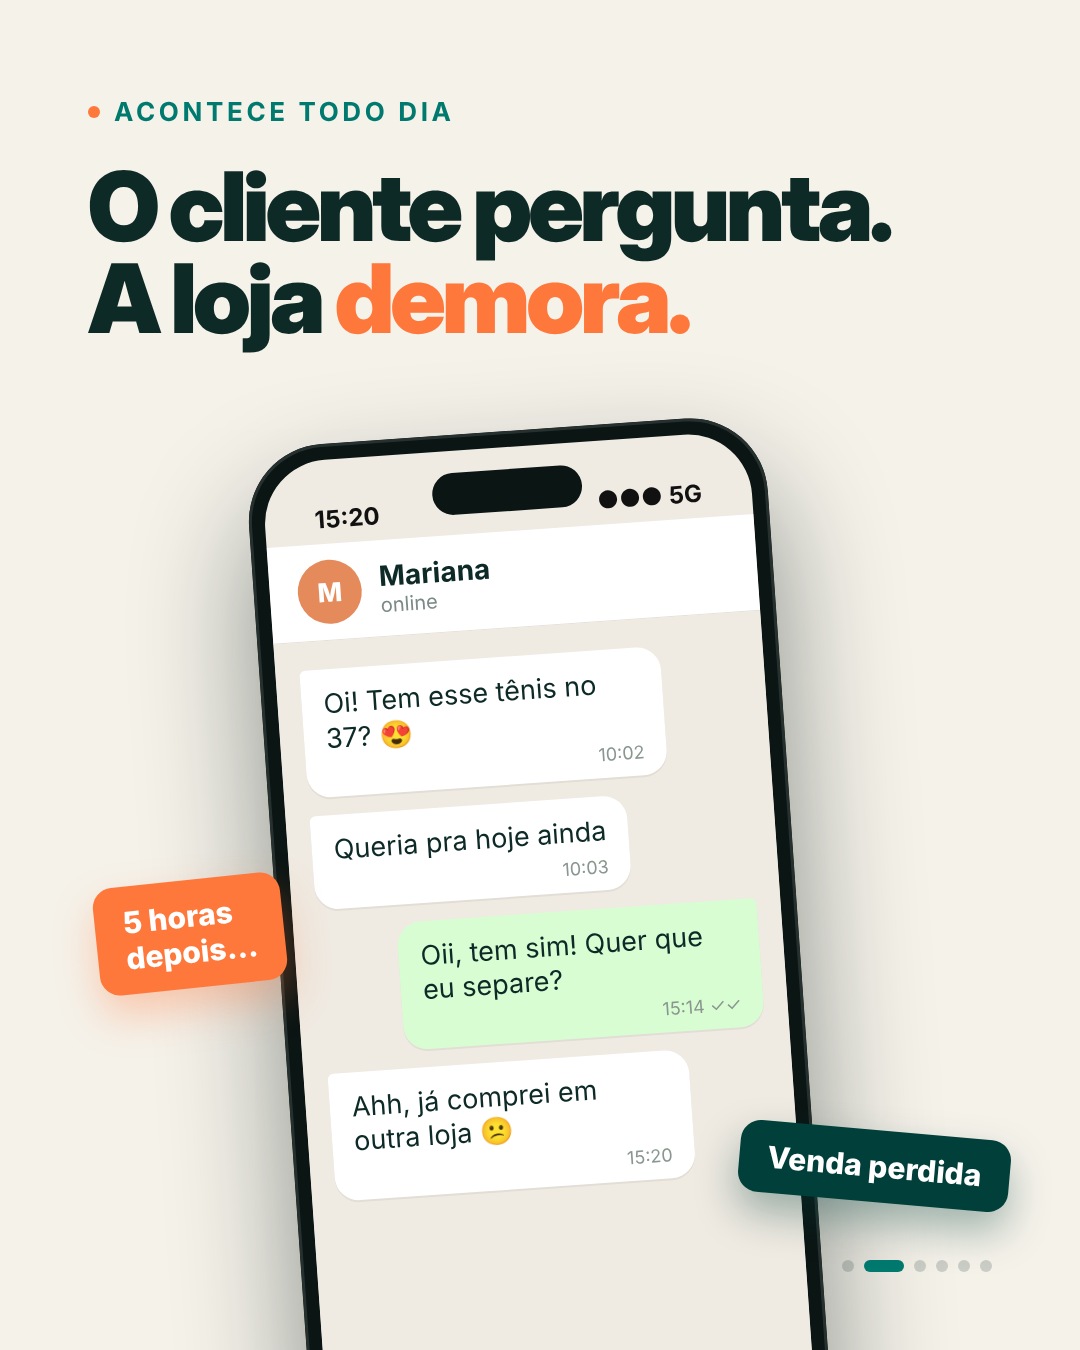 ACONTECE TODO DIA
O cliente pergunta.
A loja demora.
15:20
5G
M
Mariana
online
Oi! Tem esse tênis no
37? 😍
10:02
Queria pra hoje ainda
10:03
5 horas
depois...
Oii, tem sim! Quer que
eu separe?
15:14 ✓✓
Ahh, já comprei em
outra loja 😕
15:20
Venda perdida